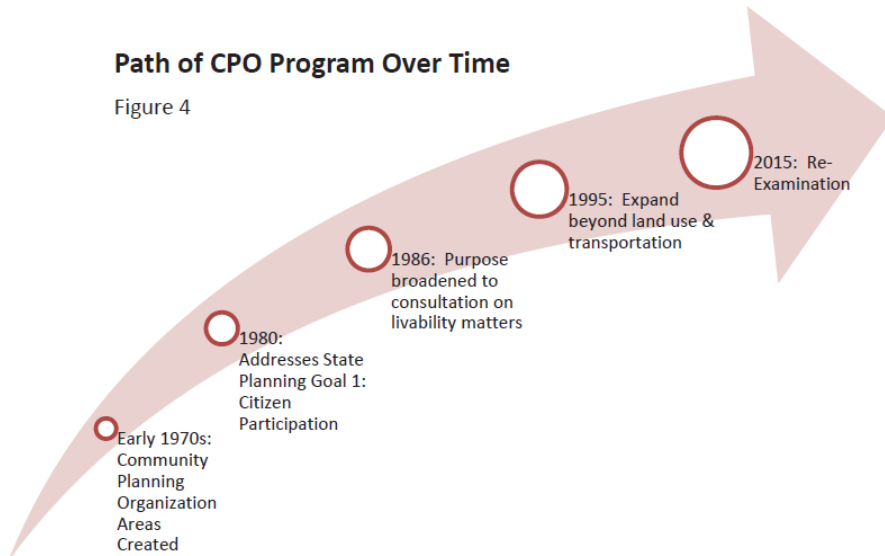 Path of CPO Program Over Time
Figure 4
2015: Re-
Examination
1995: Expand
beyond land use &
transportation
1986: Purpose
broadened to
consultation on
livability matters
1980:
Addresses State
Planning Goal 1:
Citizen
Participation
Early 1970s:
Community
Planning
Organization
Areas
Created